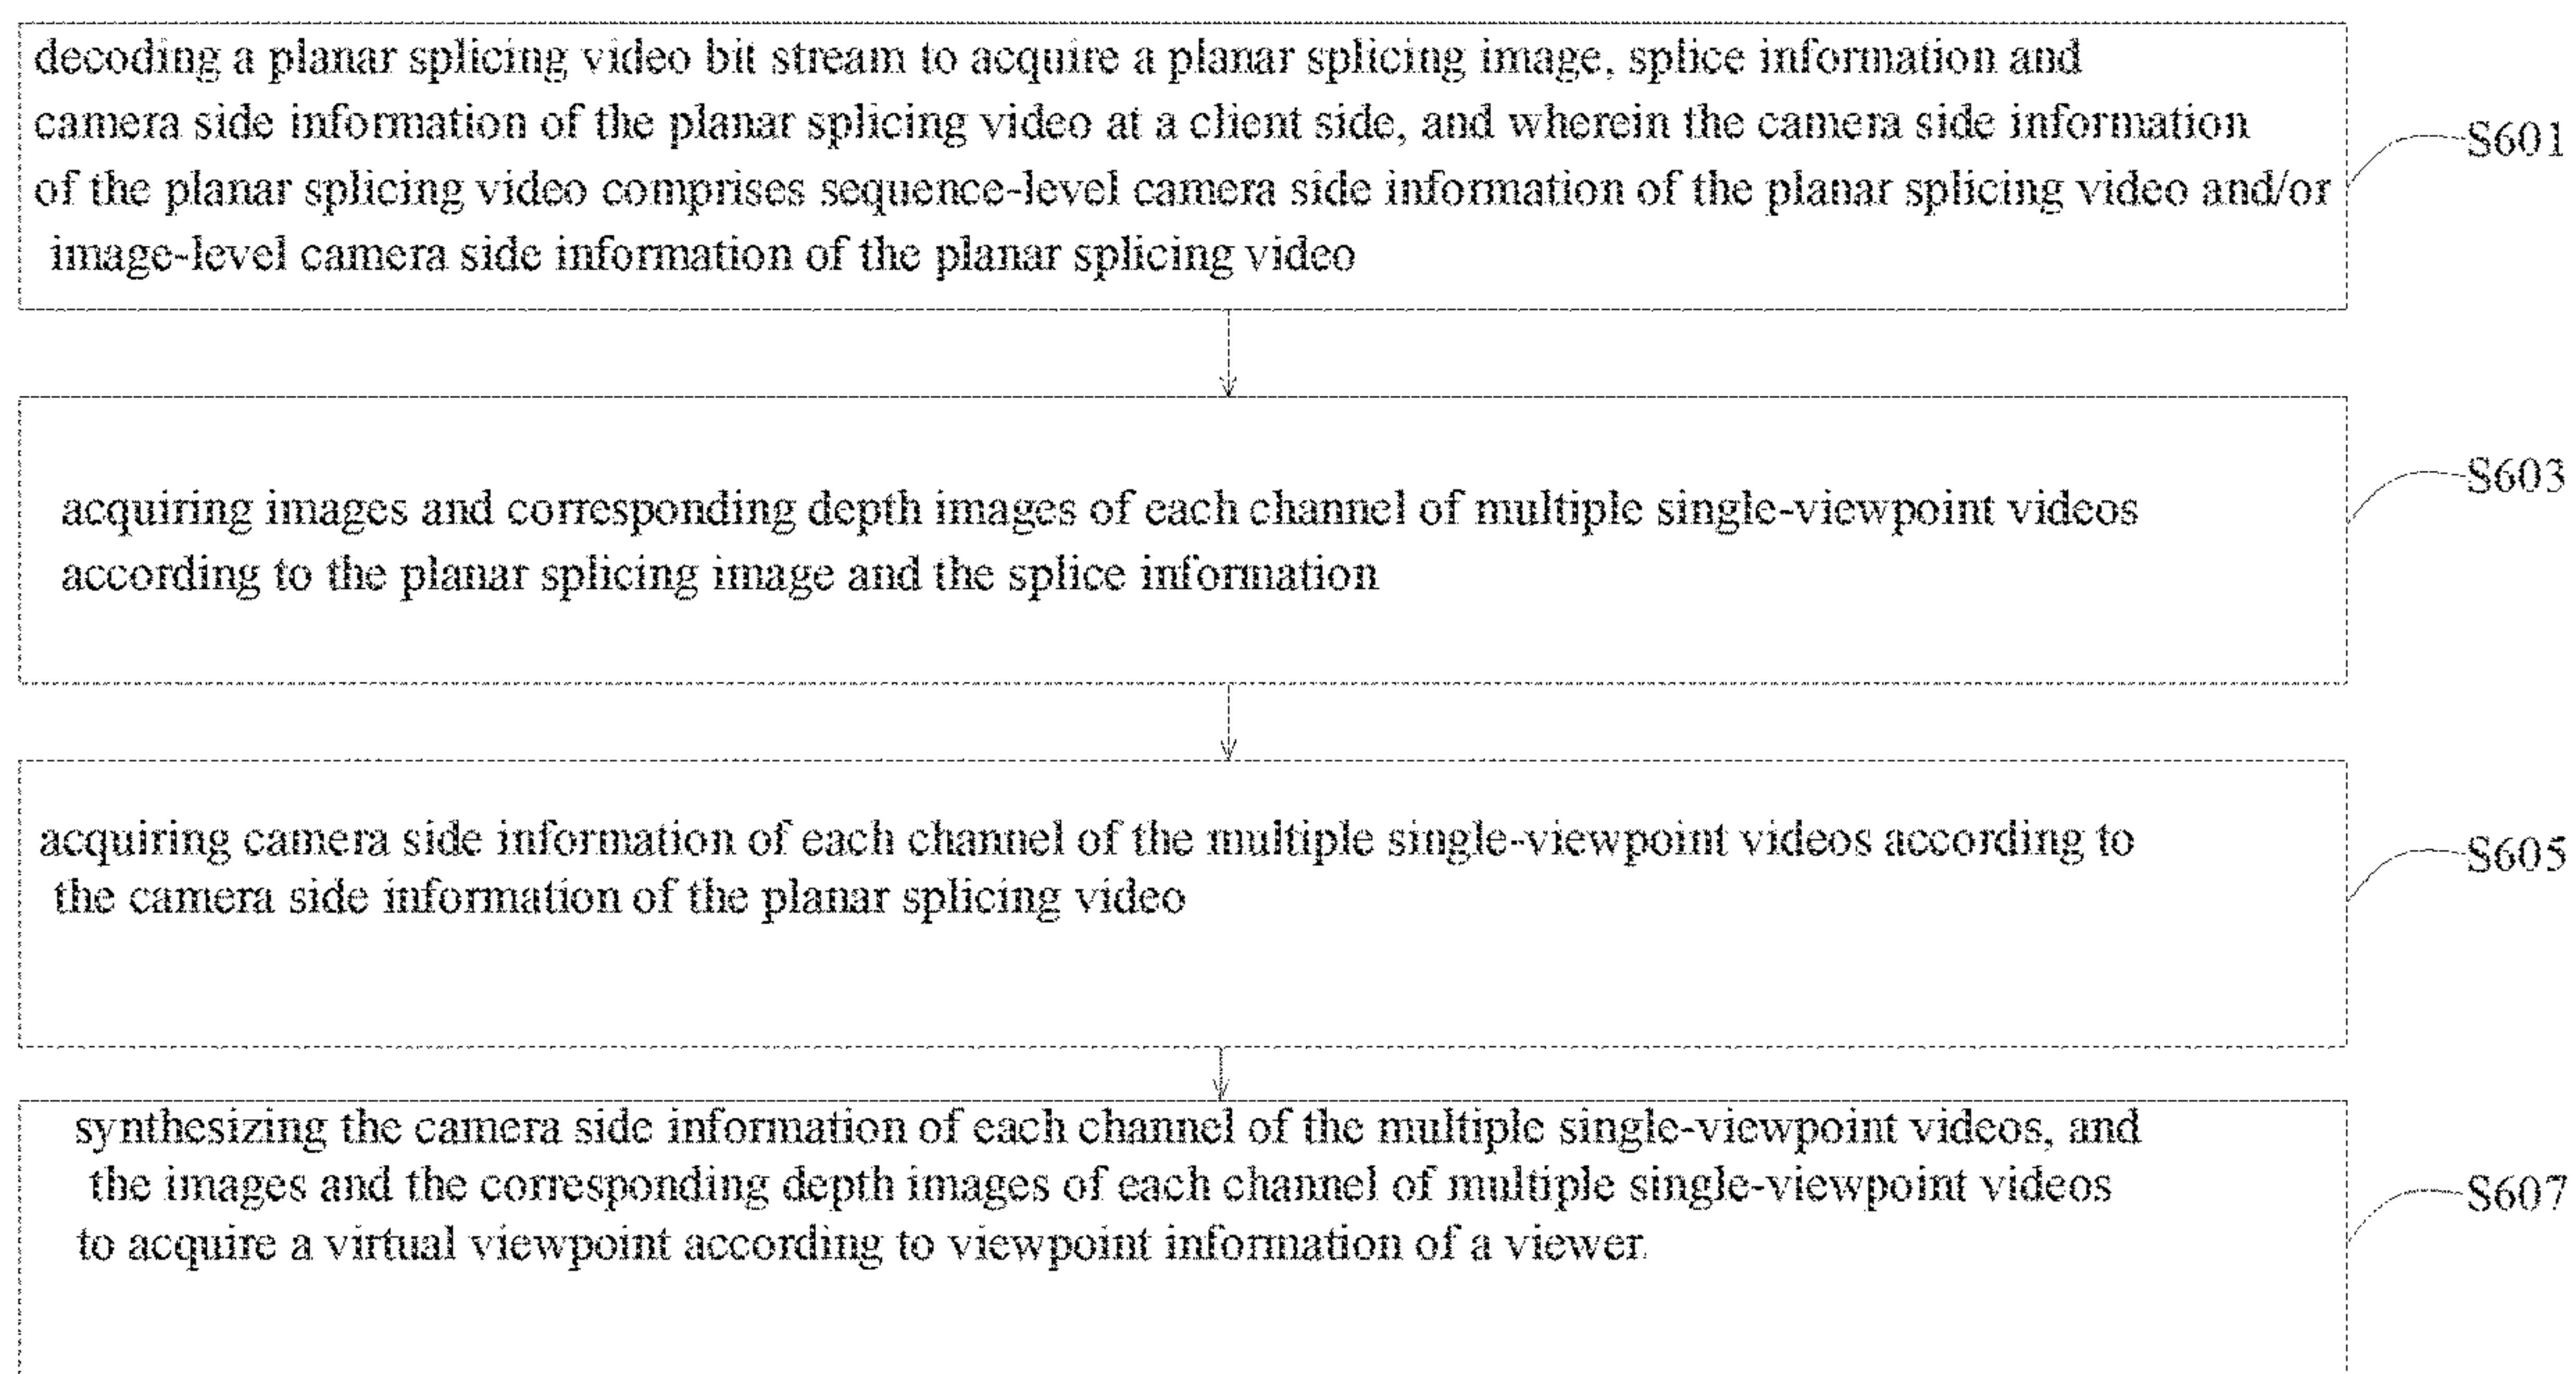 decoding a planar splicing video bit stream to acquire a planar splicing image, splice information and
camera side information of the planar splicing video at a client side, and wherein the camera side information
of the planar splicing video comprises sequence-level camera side information of the planar splicing video and/or
image-level camera side information of the planar splicing video
S601
acquiring images and corresponding depth images of each channel of multiple single-viewpoint videos
according to the planar splicing image and the splice information
S603
acquiring camera side information of each channel of the multiple single-viewpoint videos according to
the camera side information of the planar splicing video
S605
synthesizing the camera side information of each channel of the multiple single-viewpoint videos, and
the images and the corresponding depth images of each channel of multiple single-viewpoint videos
to acquire a virtual viewpoint according to viewpoint information of a viewer.
S607